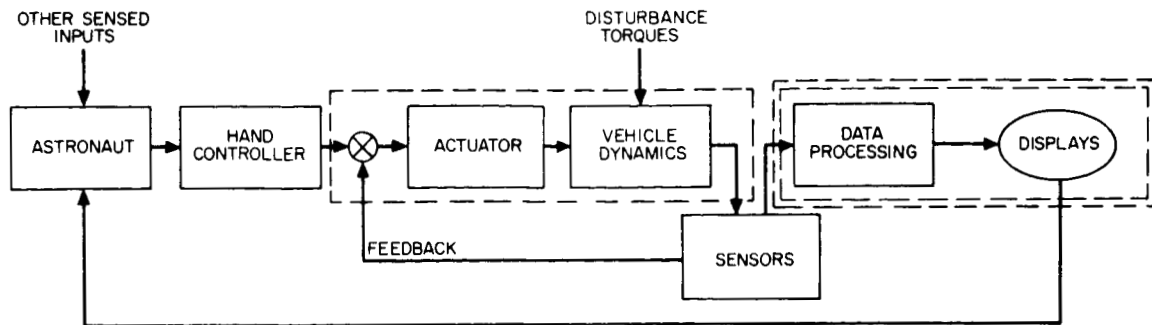 OTHER SENSED
INPUTS
DISTURBANCE
TORQUES
ASTRONAUT
HAND
CONTROLLER
ACTUATOR
VEHICLE
DYNAMICS
DATA
PROCESSING
DISPLAYS
FEEDBACK
SENSORS